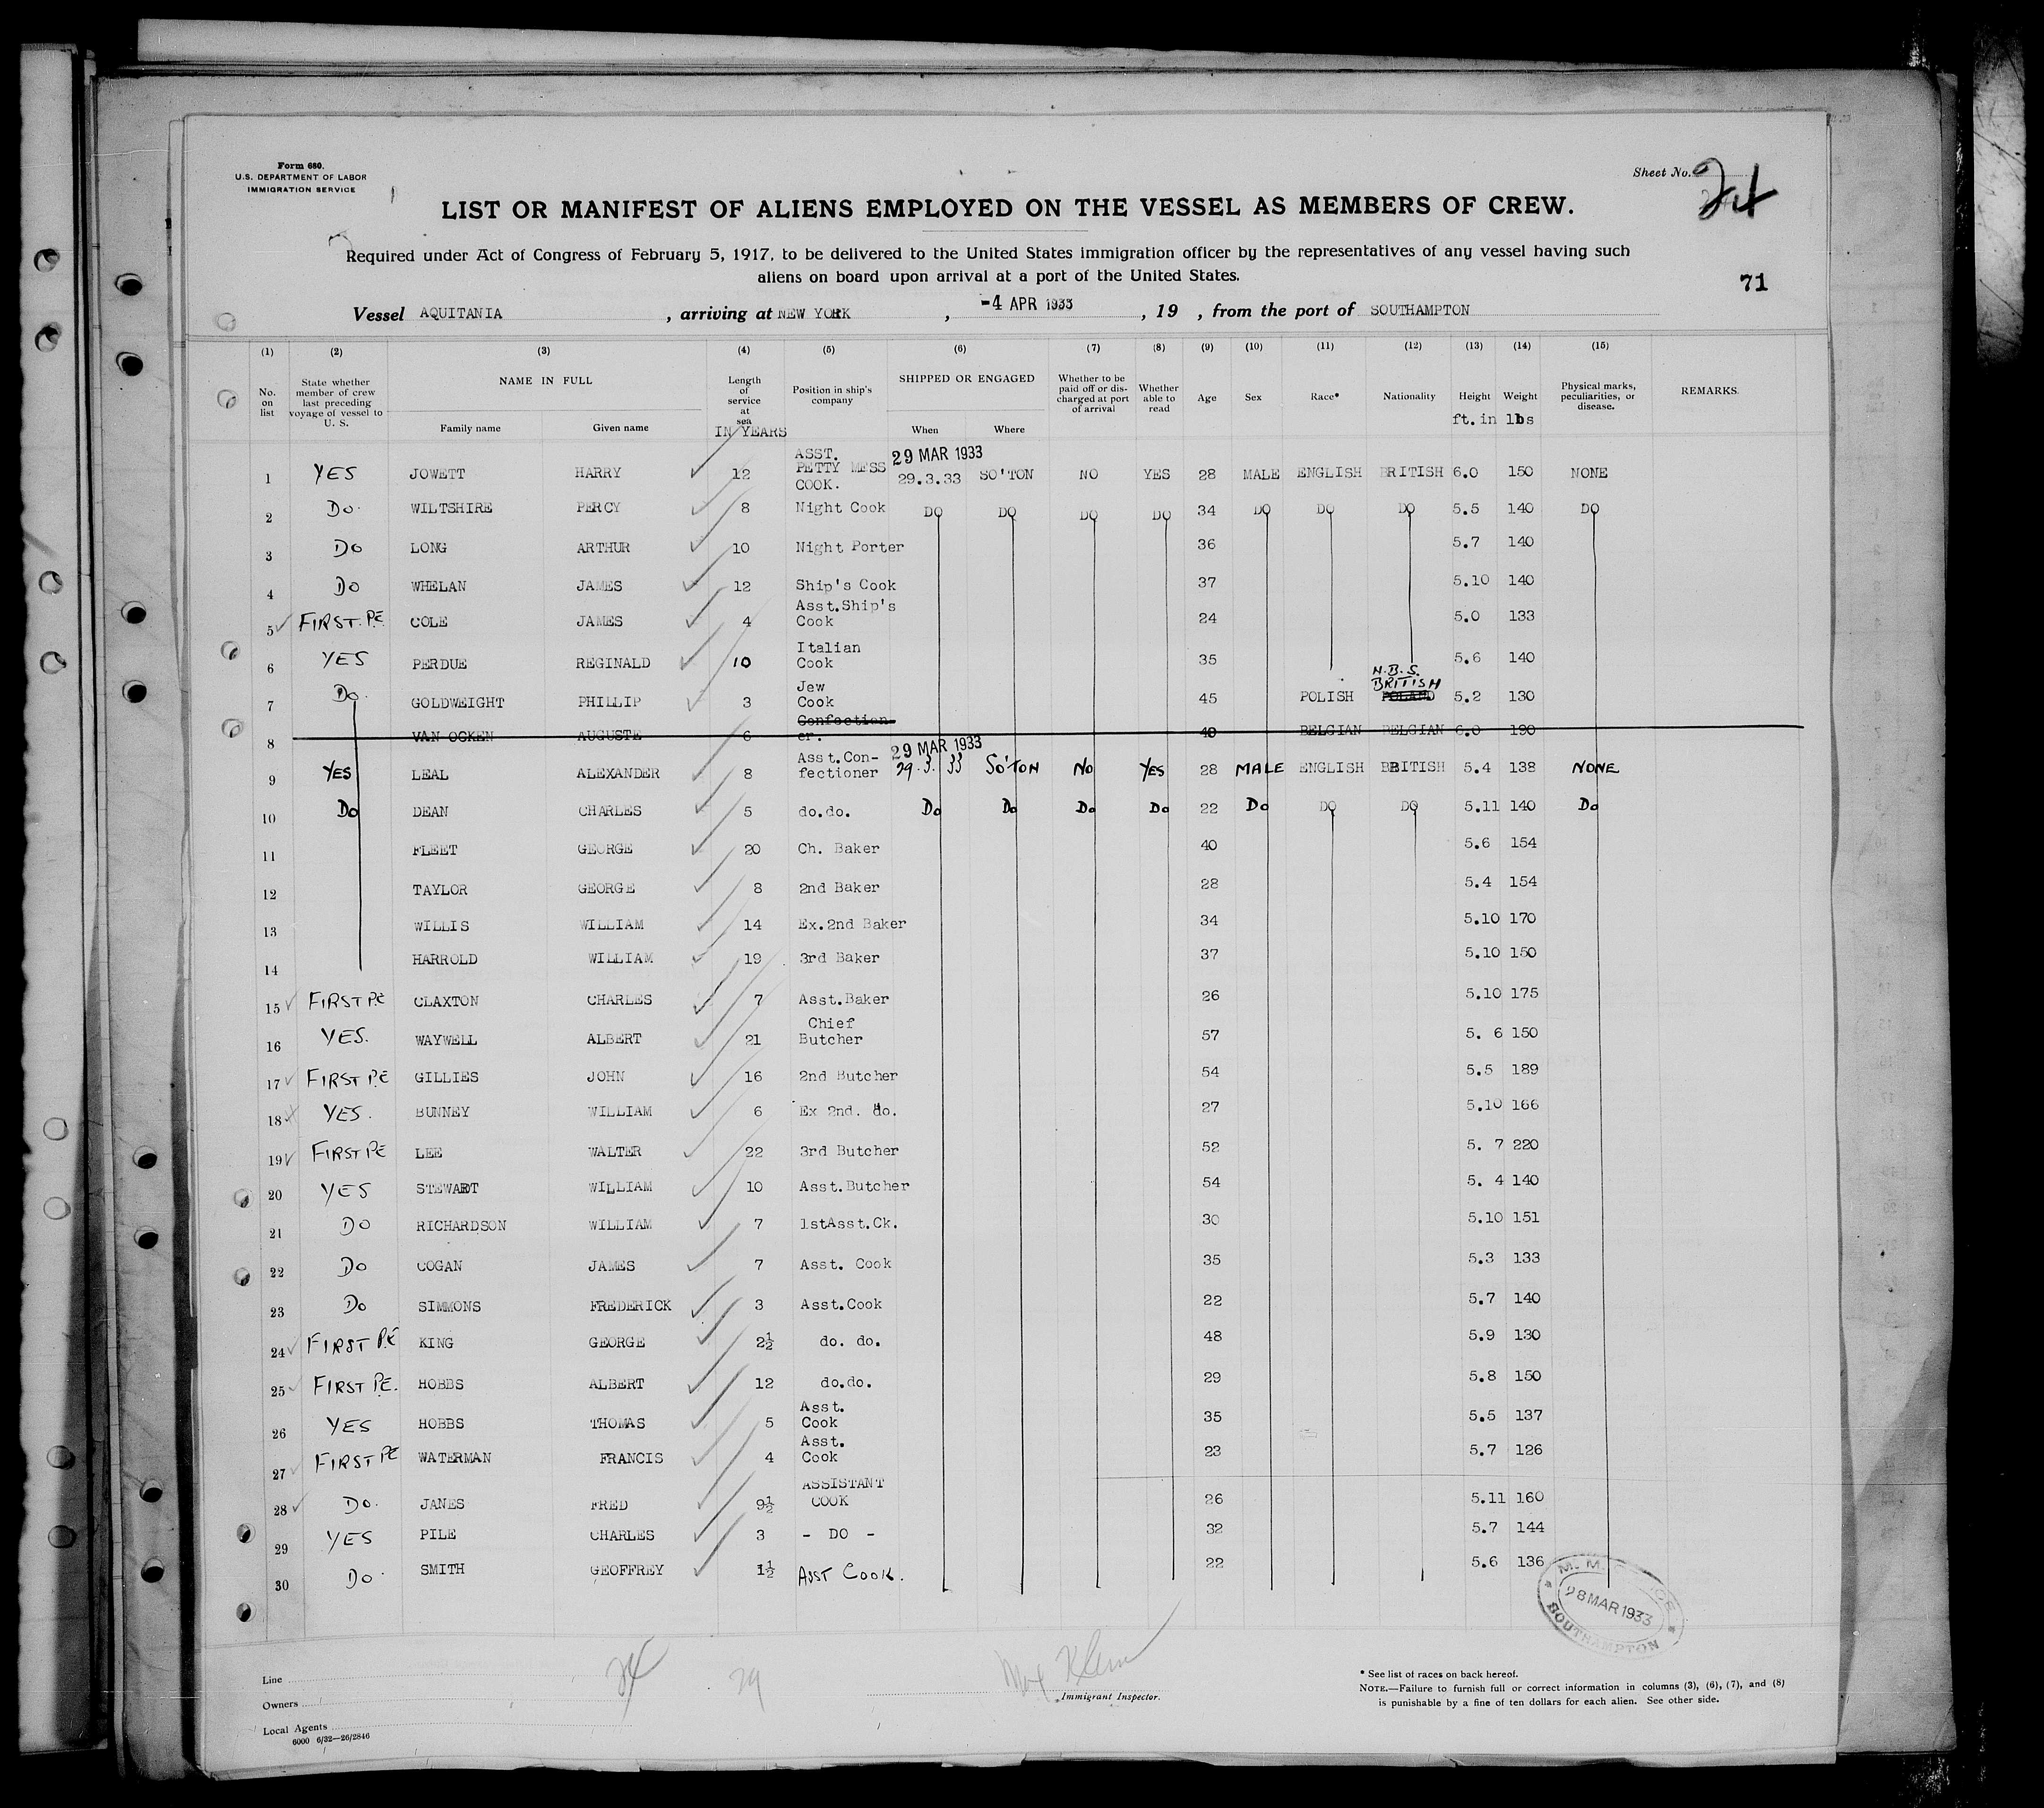 Form 680.
U.S. DEPARTMENT OF LABOR
IMMIGRATION SERVICE
Sheet No. 24
LIST OR MANIFEST OF ALIENS EMPLOYED ON THE VESSEL AS MEMBERS OF CREW.
Required under Act of Congress of February 5, 1917, to be delivered to the United States immigration officer by the representatives of any vessel having such
aliens on board upon arrival at a port of the United States.
71
Vessel AQUITANIA , arriving at NEW YORK , -4 APR 1933 , 19 , from the port of SOUTHAMPTON
(1) (2) (3) (4) (5) (6) (7) (8) (9) (10) (11) (12) (13) (14) (15)
No. on list State whether member of crew last preceding voyage of vessel to U. S. NAME IN FULL Family name Given name Length of service at sea IN YEARS Position in ship's company SHIPPED OR ENGAGED When Where Whether to be paid off or discharged at port of arrival Whether able to read Age Sex Race* Nationality Height ft.in Weight lbs Physical marks, peculiarities, or disease. REMARKS.
1 YES JOWETT HARRY 12 ASST. PETTY MESS COOK. 29 MAR 1933 29.3.33 SO'TON NO YES 28 MALE ENGLISH BRITISH 6.0 150 NONE
2 Do. WILTSHIRE PERCY 8 Night Cook DO DO DO DO 34 DO DO DO 5.5 140 DO
3 Do LONG ARTHUR 10 Night Porter 36 5.7 140
4 Do WHELAN JAMES 12 Ship's Cook 37 5.10 140
5 FIRST.P.E COLE JAMES 4 Asst.Ship's Cook 24 5.0 133
6 YES PERDUE REGINALD 10 Italian Cook 35 5.6 140
7 Do. GOLDWEIGHT PHILLIP 3 Jew Cook 45 POLISH N.B.S. BRITISH POLAND 5.2 130
8 VAN OCKEN AUGUSTE 6 Confectioner. 40 BELGIAN BELGIAN 6.0 190
9 YES LEAL ALEXANDER 8 Asst.Con-fectioner 29 MAR 1933 29.3.33 SO'TON NO YES 28 MALE ENGLISH BRITISH 5.4 138 NONE
10 Do DEAN CHARLES 5 do.do. Do Do Do Do 22 Do DO DO 5.11 140 Do
11 FLEET GEORGE 20 Ch. Baker 40 5.6 154
12 TAYLOR GEORGE 8 2nd Baker 28 5.4 154
13 WILLIS WILLIAM 14 Ex.2nd Baker 34 5.10 170
14 HARROLD WILLIAM 19 3rd Baker 37 5.10 150
15 FIRST P.E CLAXTON CHARLES 7 Asst.Baker 26 5.10 175
16 YES. WAYWELL ALBERT 21 Chief Butcher 57 5. 6 150
17 FIRST P.E GILLIES JOHN 16 2nd Butcher 54 5.5 189
18 YES. BUNNEY WILLIAM 6 Ex 2nd. do. 27 5.10 166
19 FIRST P.E LEE WALTER 22 3rd Butcher 52 5. 7 220
20 YES STEWART WILLIAM 10 Asst.Butcher 54 5. 4 140
21 Do RICHARDSON WILLIAM 7 1stAsst.Ck. 30 5.10 151
22 Do COGAN JAMES 7 Asst. Cook 35 5.3 133
23 Do SIMMONS FREDERICK 3 Asst.Cook 22 5.7 140
24 FIRST P.E KING GEORGE 2½ do. do. 48 5.9 130
25 FIRST P.E. HOBBS ALBERT 12 do.do. 29 5.8 150
26 YES HOBBS THOMAS 5 Asst. Cook 35 5.5 137
27 FIRST P.E WATERMAN FRANCIS 4 Asst. Cook 23 5.7 126
28 Do. JANES FRED 9½ ASSISTANT COOK 26 5.11 160
29 YES PILE CHARLES 3 - DO - 32 5.7 144
30 Do. SMITH GEOFFREY 1½ ASST COOK. 22 5.6 136
28 MAR 1933
SOUTHAMPTON
Line
Owners
Local Agents
6000 6/32—26/2846
24 29
Immigrant Inspector.
* See list of races on back hereof.
NOTE.—Failure to furnish full or correct information in columns (3), (6), (7), and (8)
is punishable by a fine of ten dollars for each alien. See other side.